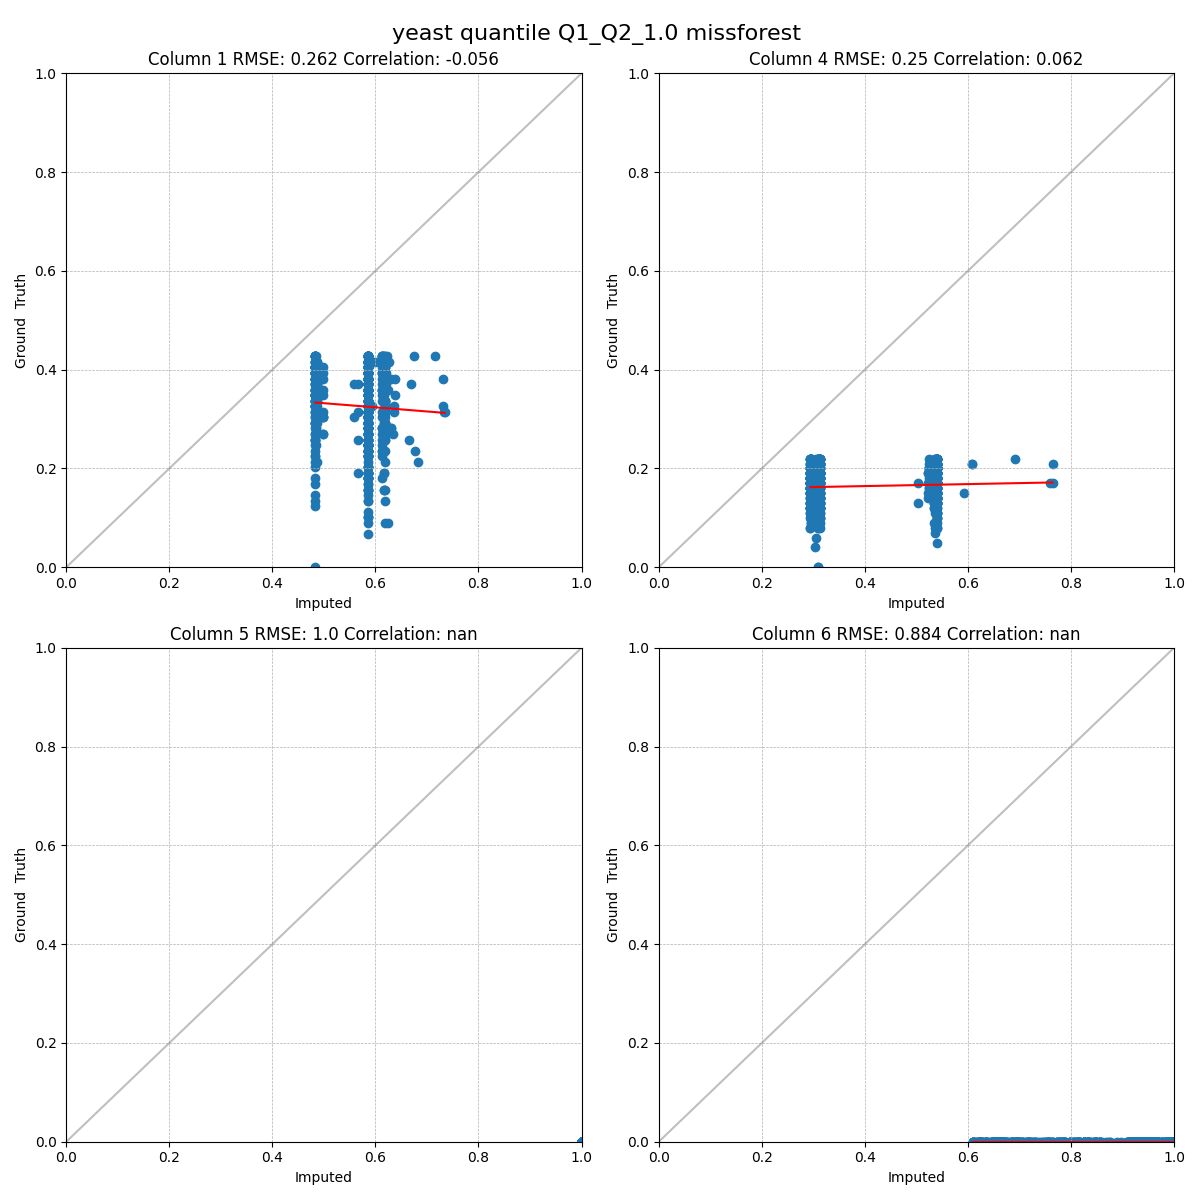 yeast quantile Q1_Q2_1.0 missforest
Column 1 RMSE: 0.262 Correlation: -0.056
1.0
0.8
0.6
0.4
0.2
0.0
Ground Truth
0.0 0.2 0.4 0.6 0.8 1.0
Imputed
Column 4 RMSE: 0.25 Correlation: 0.062
1.0
0.8
0.6
0.4
0.2
0.0
Ground Truth
0.0 0.2 0.4 0.6 0.8 1.0
Imputed
Column 5 RMSE: 1.0 Correlation: nan
1.0
0.8
0.6
0.4
0.2
0.0
Ground Truth
0.0 0.2 0.4 0.6 0.8 1.0
Imputed
Column 6 RMSE: 0.884 Correlation: nan
1.0
0.8
0.6
0.4
0.2
0.0
Ground Truth
0.0 0.2 0.4 0.6 0.8 1.0
Imputed